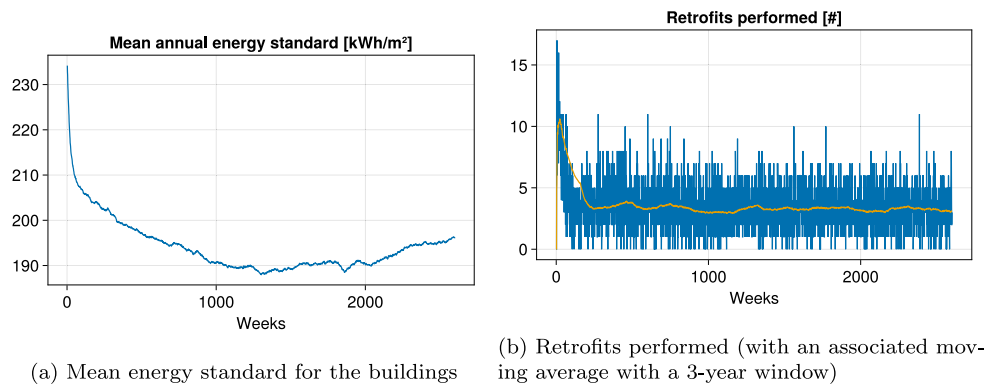 Mean annual energy standard [kWh/m²]
230
220
210
200
190
0
1000
2000
Weeks
(a) Mean energy standard for the buildings
Retrofits performed [#]
15
10
5
0
0
1000
2000
Weeks
(b) Retrofits performed (with an associated mov-
ing average with a 3-year window)